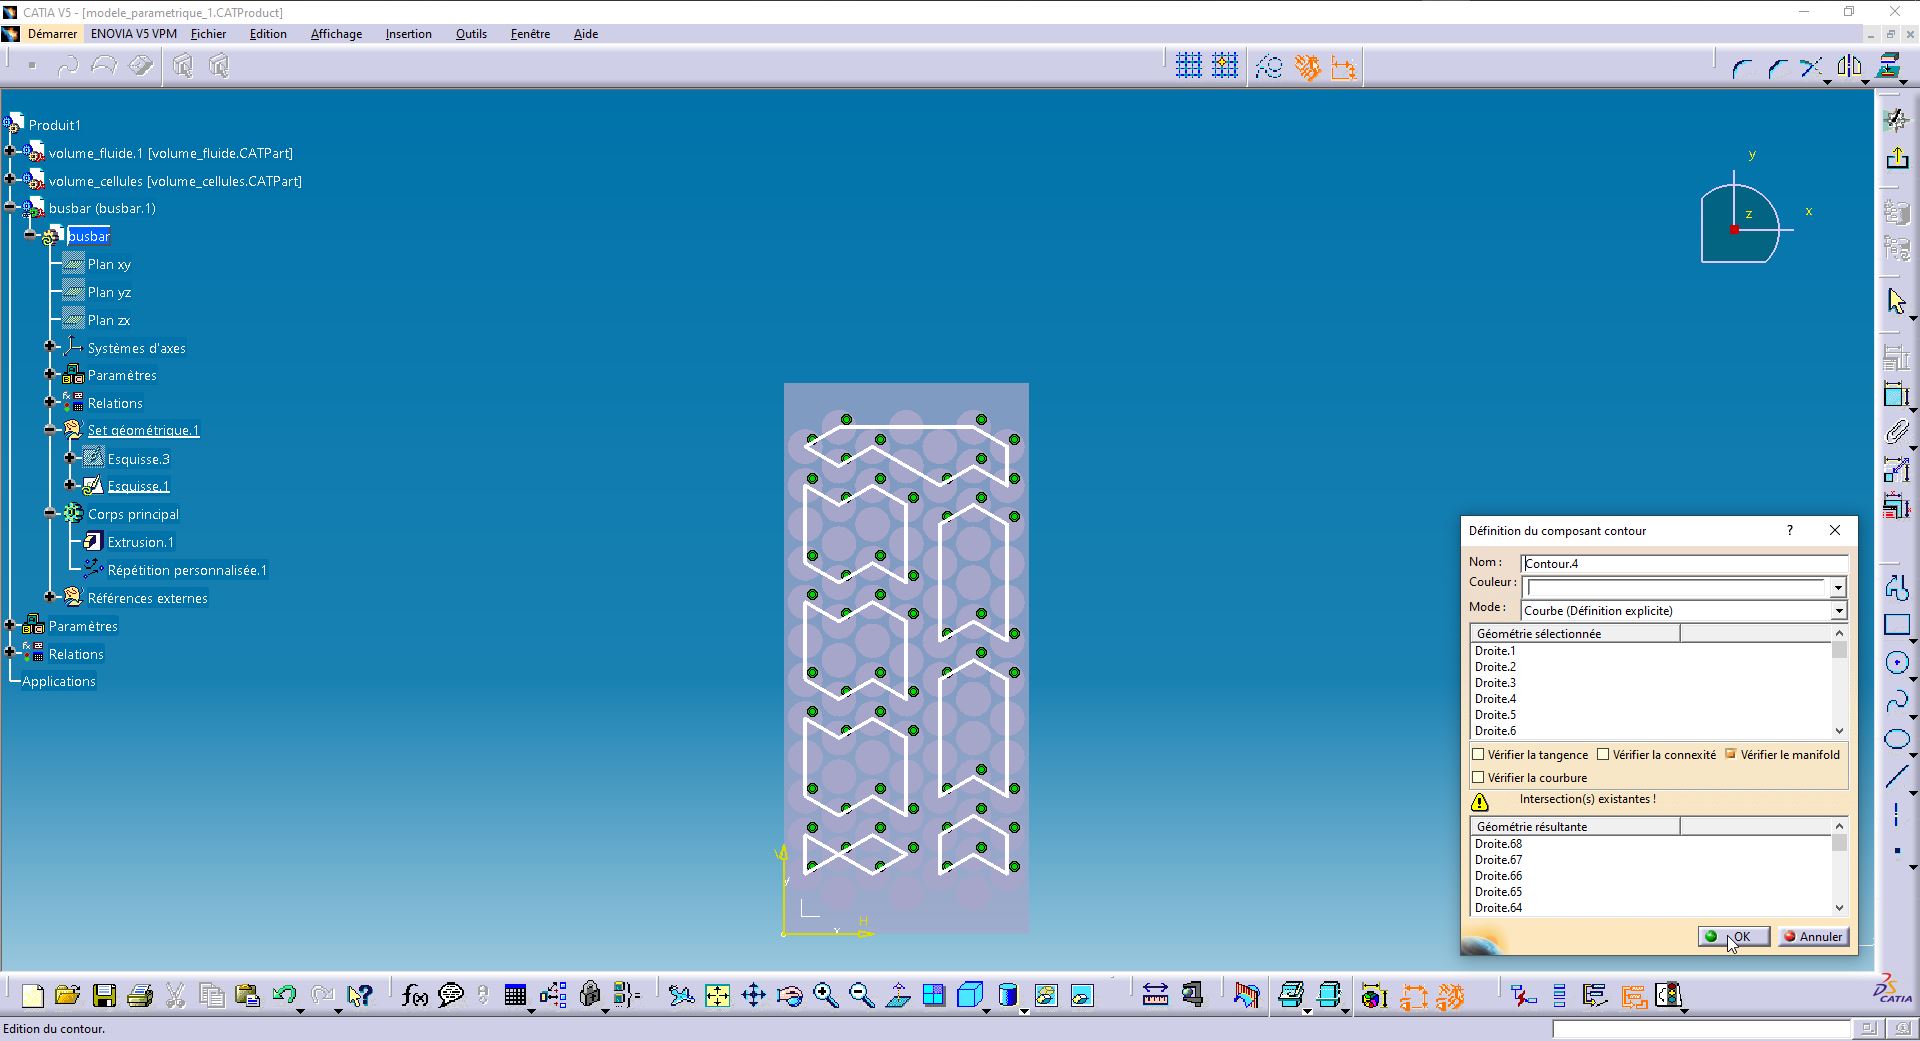 CATIA V5 - [modele_parametrique_1.CATProduct]
Démarrer ENOVIA V5 VPM Fichier Edition Affichage Insertion Outils Fenêtre Aide
Produit1
volume_fluide.1 [volume_fluide.CATPart]
volume_cellules [volume_cellules.CATPart]
busbar (busbar.1)
busbar
Plan xy
Plan yz
Plan zx
Systèmes d'axes
Paramètres
Relations
Set géométrique.1
Esquisse.3
Esquisse.1
Corps principal
Extrusion.1
Répétition personnalisée.1
Références externes
Paramètres
Relations
Applications
y
z
x
V
y
H
x
Définition du composant contour
?
Nom : Contour.4
Couleur :
Mode : Courbe (Définition explicite)
Géométrie sélectionnée
Droite.1
Droite.2
Droite.3
Droite.4
Droite.5
Droite.6
Vérifier la tangence Vérifier la connexité Vérifier le manifold
Vérifier la courbure
Intersection(s) existantes !
Géométrie résultante
Droite.68
Droite.67
Droite.66
Droite.65
Droite.64
OK Annuler
f(x)
DS
CATIA
Edition du contour.